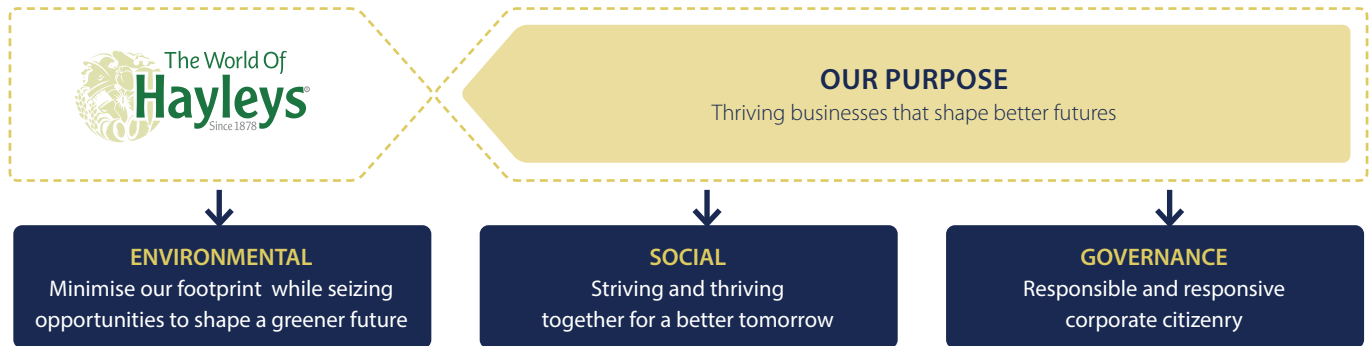 The World Of
Hayleys®
Since 1878
OUR PURPOSE
Thriving businesses that shape better futures
ENVIRONMENTAL
Minimise our footprint while seizing
opportunities to shape a greener future
SOCIAL
Striving and thriving
together for a better tomorrow
GOVERNANCE
Responsible and responsive
corporate citizenry